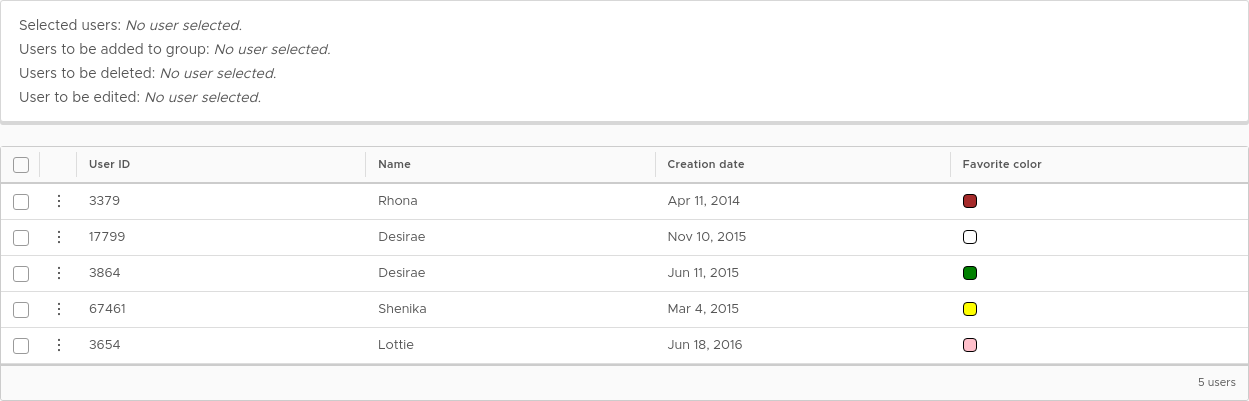 Selected users: No user selected.
Users to be added to group: No user selected.
Users to be deleted: No user selected.
User to be edited: No user selected.
User ID Name Creation date Favorite color
3379 Rhona Apr 11, 2014
17799 Desirae Nov 10, 2015
3864 Desirae Jun 11, 2015
67461 Shenika Mar 4, 2015
3654 Lottie Jun 18, 2016
5 users